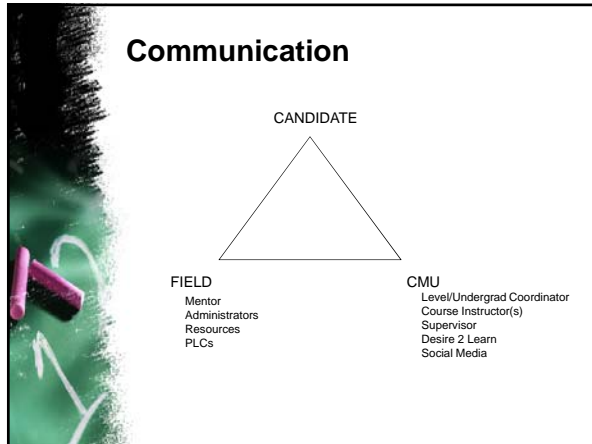 Communication
CANDIDATE
FIELD
Mentor
Administrators
Resources
PLCs
CMU
Level/Undergrad Coordinator
Course Instructor(s)
Supervisor
Desire 2 Learn
Social Media